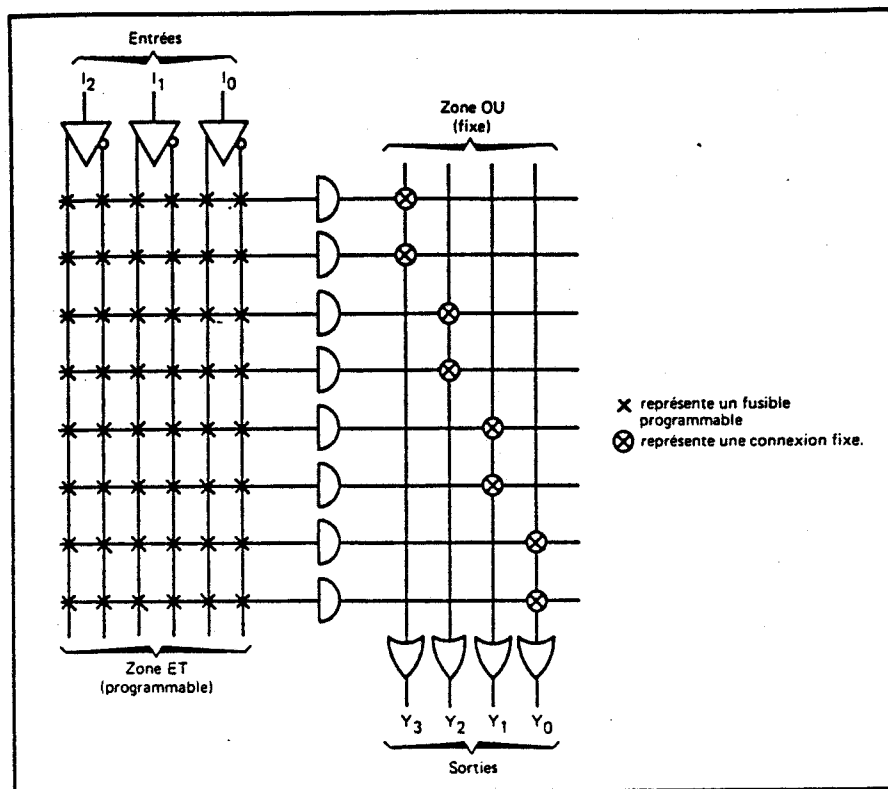 Entrées
I2 I1 I0
Zone OU
(fixe)
x représente un fusible
programmable
⊗ représente une connexion fixe.
Zone ET
(programmable)
Y3 Y2 Y1 Y0
Sorties